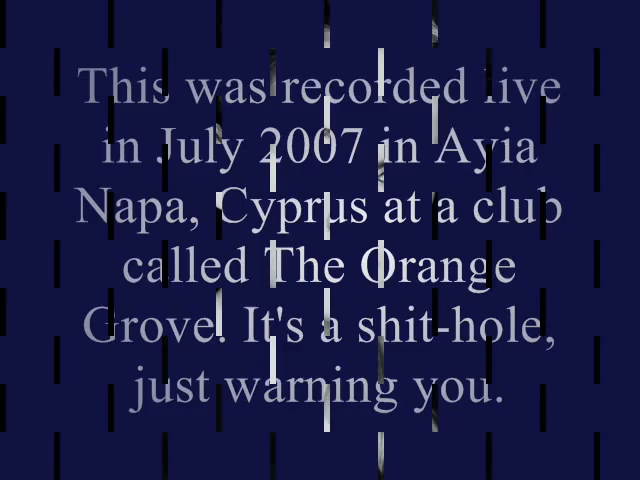 This was recorded live
in July 2007 in Ayia
Napa, Cyprus at a club
called The Orange
Grove. It's a shit-hole,
just warning you.